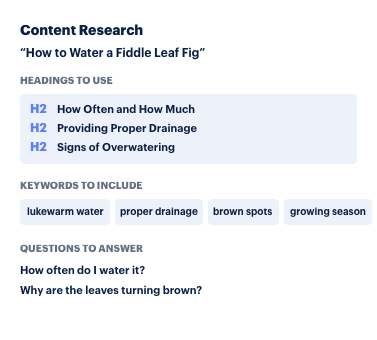 Content Research
“How to Water a Fiddle Leaf Fig”
HEADINGS TO USE
H2 How Often and How Much
H2 Providing Proper Drainage
H2 Signs of Overwatering
KEYWORDS TO INCLUDE
lukewarm water proper drainage brown spots growing season
QUESTIONS TO ANSWER
How often do I water it?
Why are the leaves turning brown?